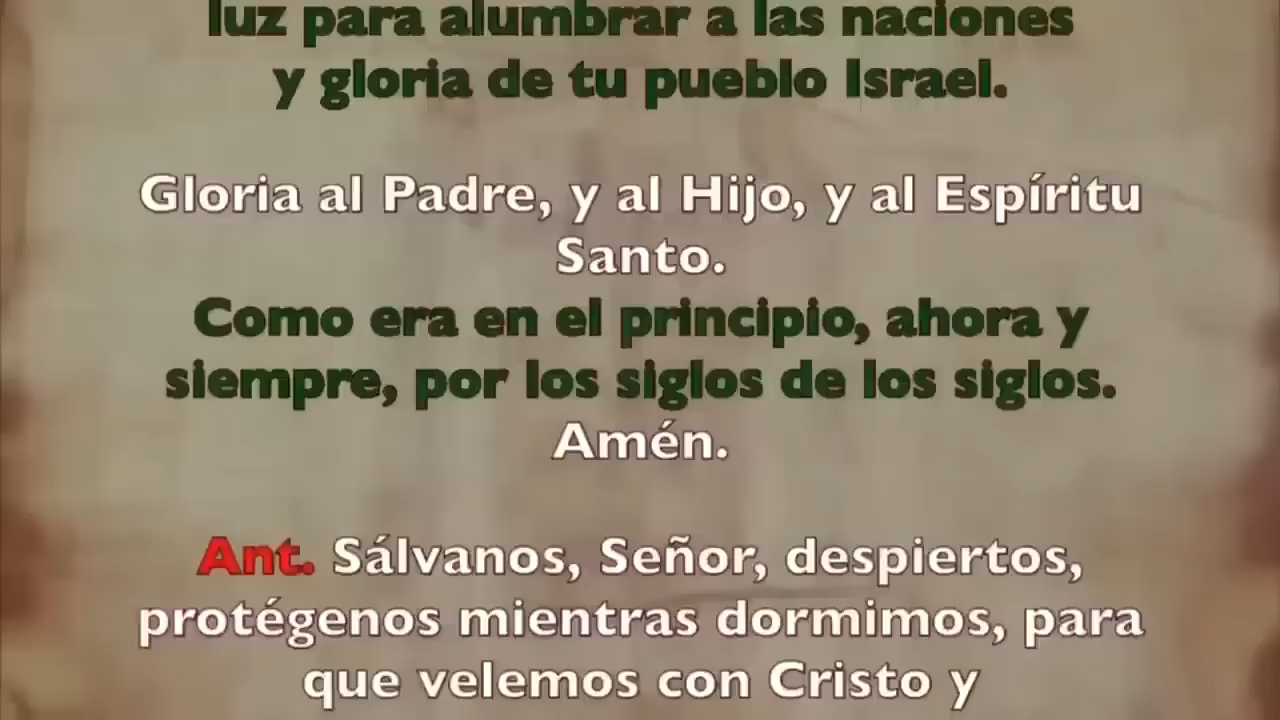 luz para alumbrar a las naciones
y gloria de tu pueblo Israel.
Gloria al Padre, y al Hijo, y al Espíritu
Santo.
Como era en el principio, ahora y
siempre, por los siglos de los siglos.
Amén.
Ant. Sálvanos, Señor, despiertos,
protégenos mientras dormimos, para
que velemos con Cristo y